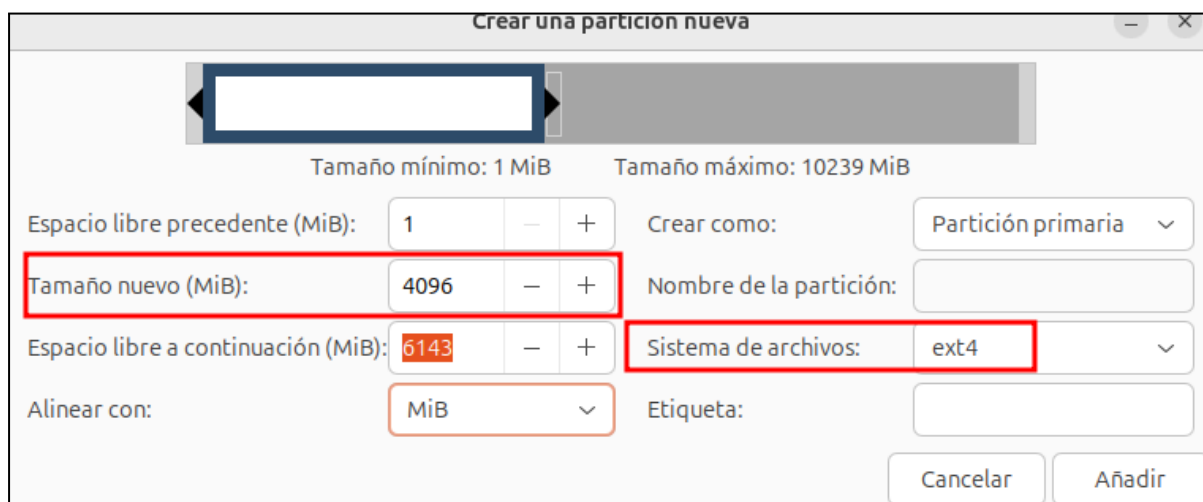 Crear una partición nueva
Tamaño mínimo: 1 MiB Tamaño máximo: 10239 MiB
Espacio libre precedente (MiB): 1 Crear como: Partición primaria
Tamaño nuevo (MiB): 4096 Nombre de la partición:
Espacio libre a continuación (MiB): 6143 Sistema de archivos: ext4
Alinear con: MiB Etiqueta:
Cancelar Añadir